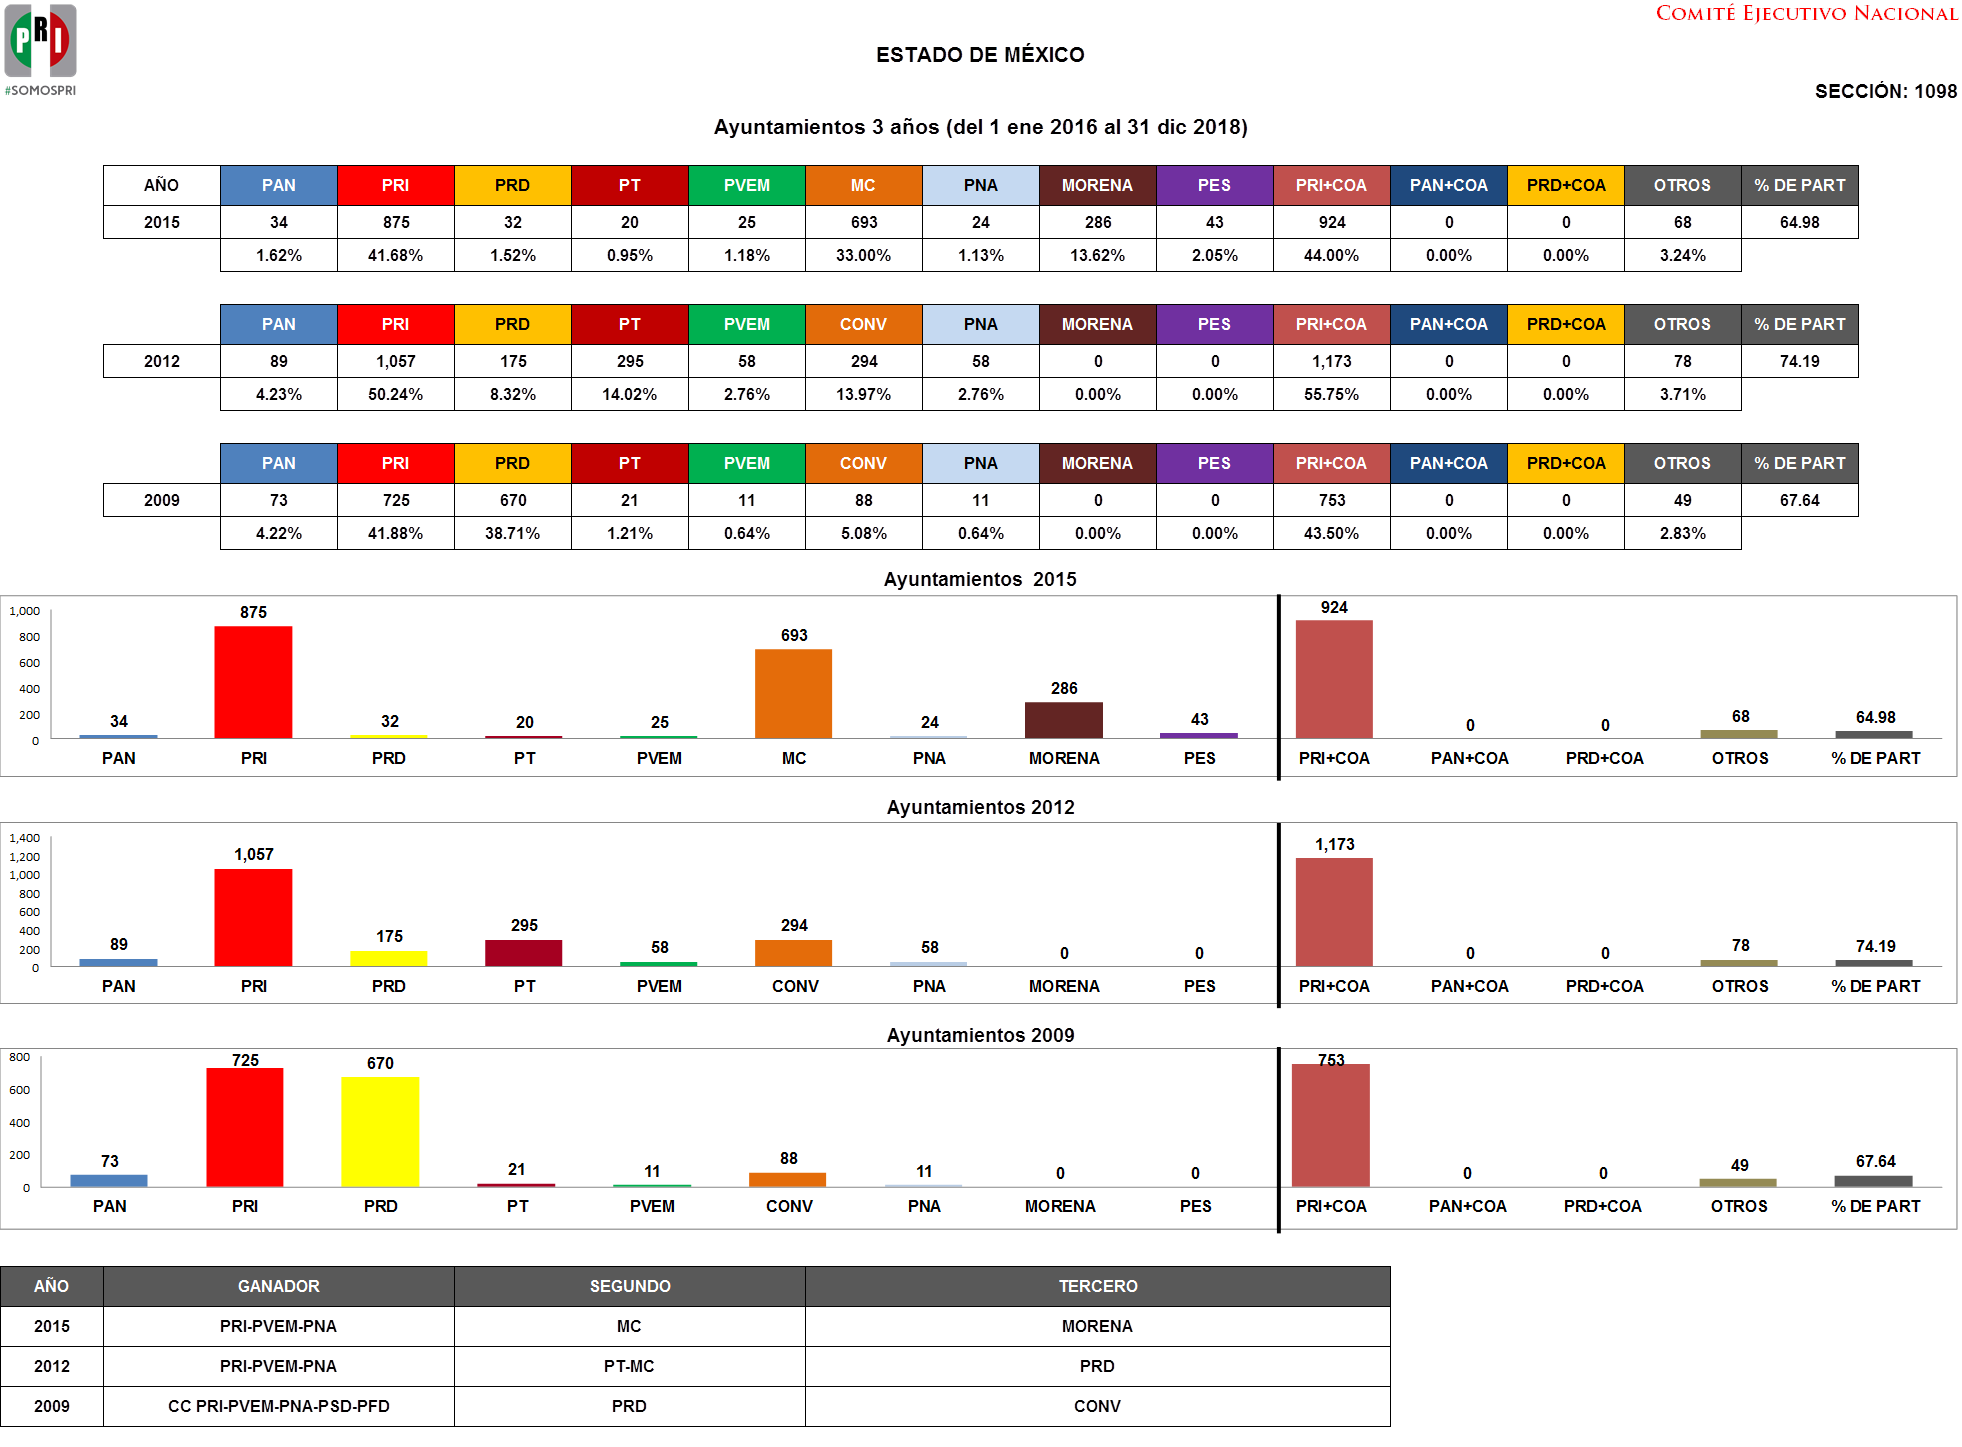 COMITÉ EJECUTIVO NACIONAL
PRI
#SOMOSPRI
ESTADO DE MÉXICO
SECCIÓN: 1098
Ayuntamientos 3 años (del 1 ene 2016 al 31 dic 2018)
AÑO PAN PRI PRD PT PVEM MC PNA MORENA PES PRI+COA PAN+COA PRD+COA OTROS % DE PART
2015 34 875 32 20 25 693 24 286 43 924 0 0 68 64.98
1.62% 41.68% 1.52% 0.95% 1.18% 33.00% 1.13% 13.62% 2.05% 44.00% 0.00% 0.00% 3.24%
PAN PRI PRD PT PVEM CONV PNA MORENA PES PRI+COA PAN+COA PRD+COA OTROS % DE PART
2012 89 1,057 175 295 58 294 58 0 0 1,173 0 0 78 74.19
4.23% 50.24% 8.32% 14.02% 2.76% 13.97% 2.76% 0.00% 0.00% 55.75% 0.00% 0.00% 3.71%
PAN PRI PRD PT PVEM CONV PNA MORENA PES PRI+COA PAN+COA PRD+COA OTROS % DE PART
2009 73 725 670 21 11 88 11 0 0 753 0 0 49 67.64
4.22% 41.88% 38.71% 1.21% 0.64% 5.08% 0.64% 0.00% 0.00% 43.50% 0.00% 0.00% 2.83%
Ayuntamientos 2015
1,000
800
600
400
200
0
34 875 32 20 25 693 24 286 43 924 0 0 68 64.98
PAN PRI PRD PT PVEM MC PNA MORENA PES PRI+COA PAN+COA PRD+COA OTROS % DE PART
Ayuntamientos 2012
1,400
1,200
1,000
800
600
400
200
0
89 1,057 175 295 58 294 58 0 0 1,173 0 0 78 74.19
PAN PRI PRD PT PVEM CONV PNA MORENA PES PRI+COA PAN+COA PRD+COA OTROS % DE PART
Ayuntamientos 2009
800
600
400
200
0
73 725 670 21 11 88 11 0 0 753 0 0 49 67.64
PAN PRI PRD PT PVEM CONV PNA MORENA PES PRI+COA PAN+COA PRD+COA OTROS % DE PART
AÑO GANADOR SEGUNDO TERCERO
2015 PRI-PVEM-PNA MC MORENA
2012 PRI-PVEM-PNA PT-MC PRD
2009 CC PRI-PVEM-PNA-PSD-PFD PRD CONV